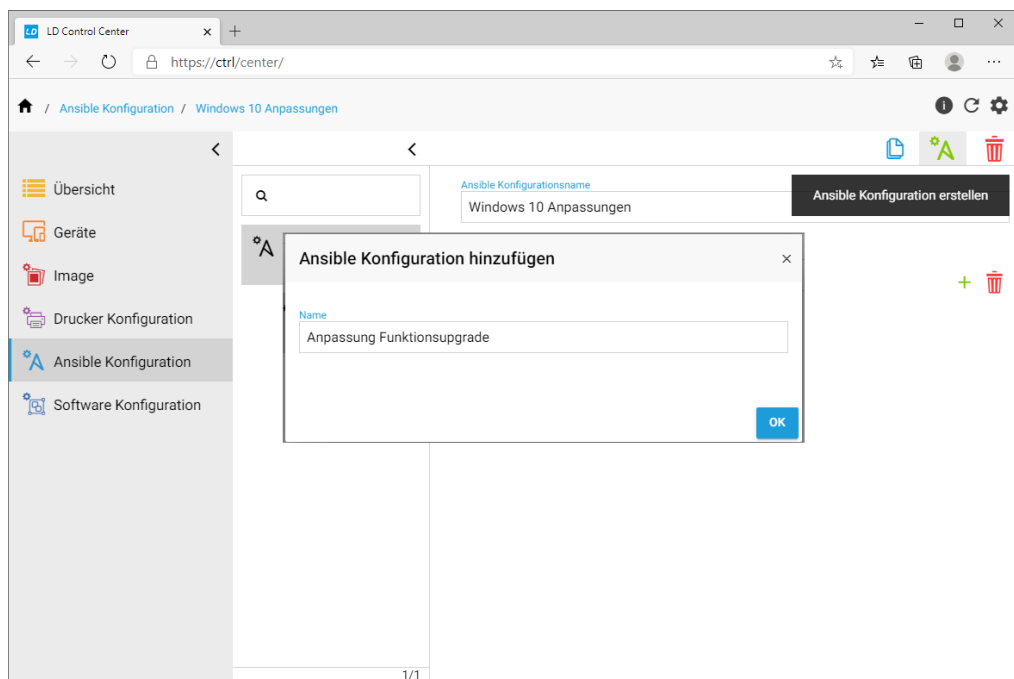 LD LD Control Center
https://ctrl/center/
/ Ansible Konfiguration / Windows 10 Anpassungen
Übersicht
Geräte
Image
Drucker Konfiguration
Ansible Konfiguration
Software Konfiguration
Ansible Konfigurationsname
Windows 10 Anpassungen
Ansible Konfiguration erstellen
Ansible Konfiguration hinzufügen
Name
Anpassung Funktionsupgrade
OK
1/1